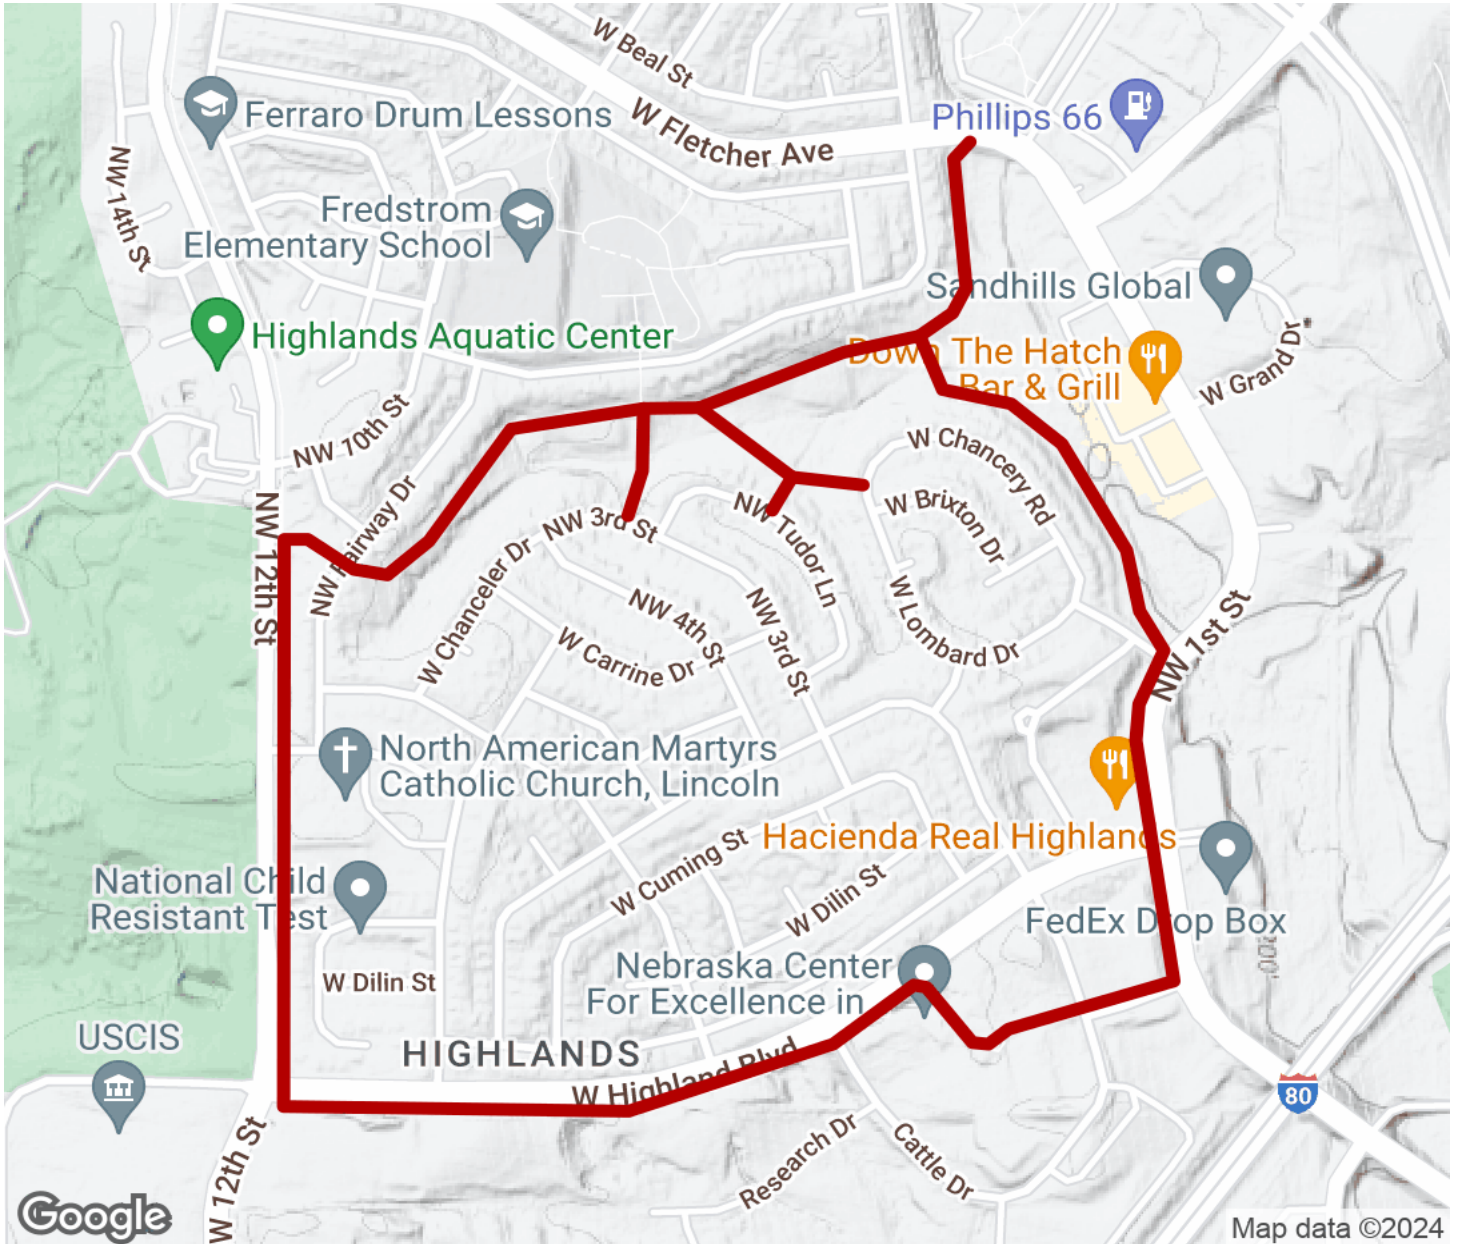 W Beal St
W Fletcher Ave
Phillips 66
Ferraro Drum Lessons
NW 14th St
Fredstrom
Elementary School
Sandhills Global
Highlands Aquatic Center
Down The Hatch
Bar & Grill
W Grand Dr
NW 10th St
W Chancery Rd
W Brixton Dr
NW Fairway Dr
NW 12th St
NW 3rd St
NW Tudor Ln
W Chanceler Dr
NW 4th St
NW 3rd St
W Lombard Dr
W Carrine Dr
NW 1st St
North American Martyrs
Catholic Church, Lincoln
Hacienda Real Highlands
W Cuming St
National Child
Resistant Test
W Dilin St
FedEx Drop Box
W Dilin St
Nebraska Center
For Excellence in
USCIS
HIGHLANDS
W Highland Blvd
80
W 12th St
Research Dr
Cattle Dr
Google
Map data ©2024